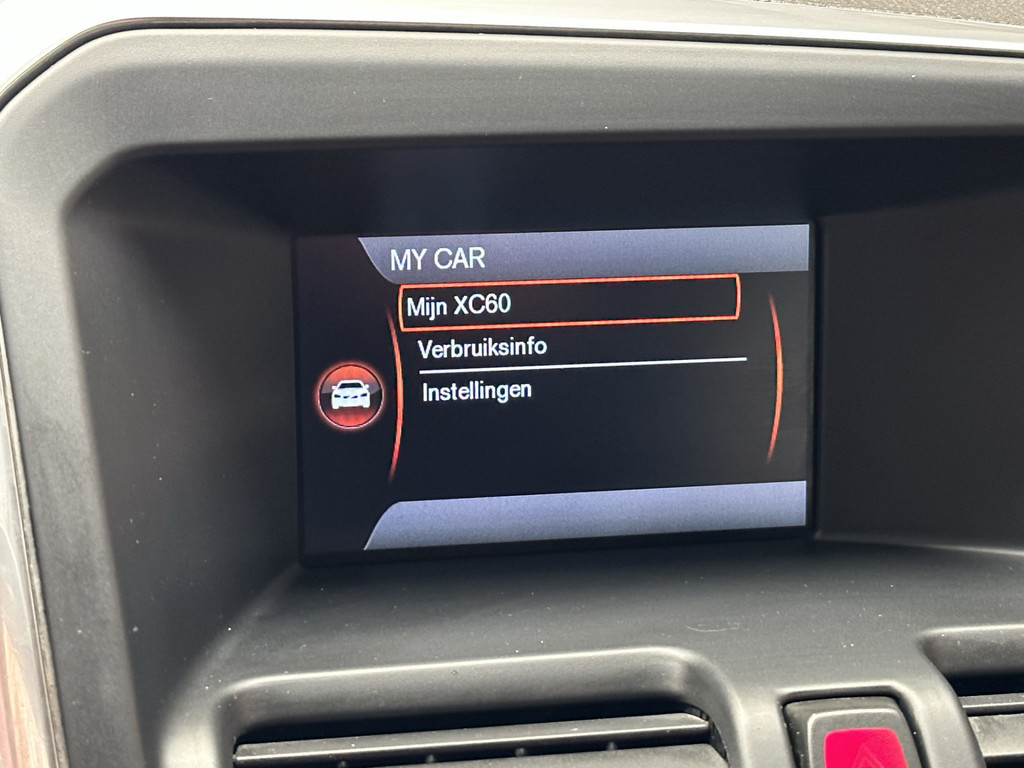 MY CAR
Mijn XC60
Verbruiksinfo
Instellingen